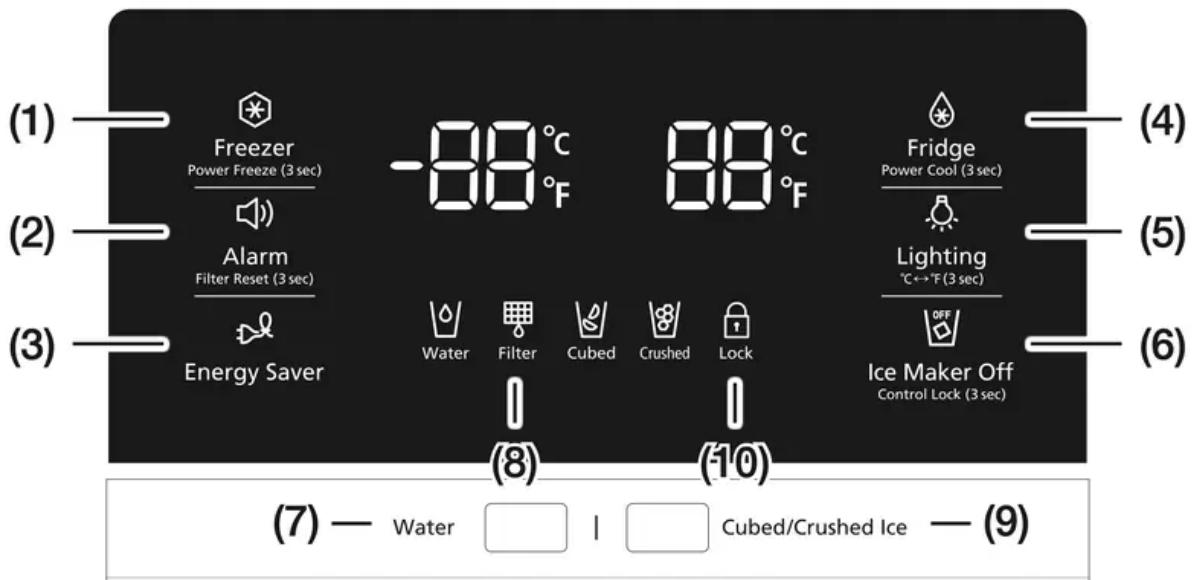 (1)
Freezer
Power Freeze (3 sec)
(2)
Alarm
Filter Reset (3 sec)
(3)
Energy Saver
-88 °C °F
88 °C °F
(4)
Fridge
Power Cool (3 sec)
(5)
Lighting
°C↔°F (3 sec)
(6)
OFF
Ice Maker Off
Control Lock (3 sec)
Water Filter Cubed Crushed Lock
(8) (10)
(7) Water | Cubed/Crushed Ice (9)